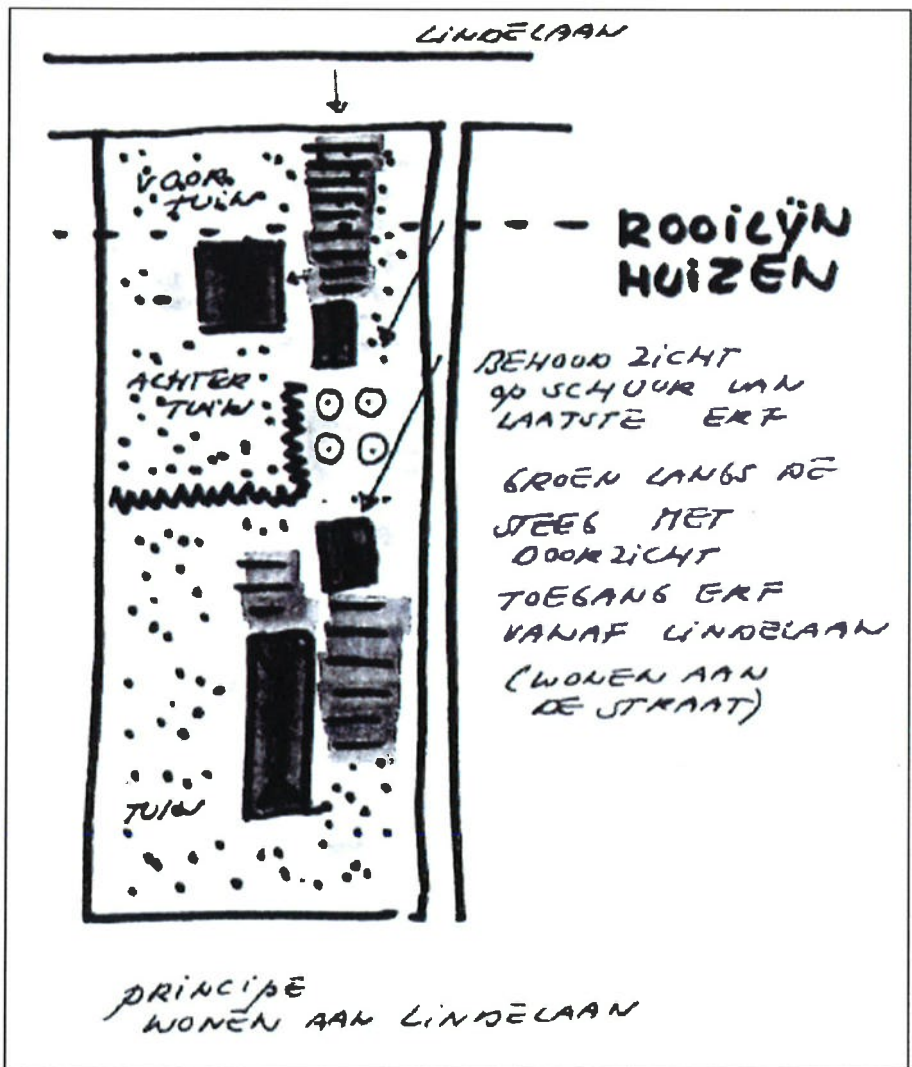 LINDELAAN
VOOR
TUIN
ROOILIJN
HUIZEN
BEHOUD ZICHT
OP SCHUUR VAN
LAATSTE ERF
ACHTER
TUIN
GROEN LANGS DE
STEEG MET
DOORZICHT
TOEGANG ERF
VANAF LINDELAAN
(WONEN AAN
DE STRAAT)
TUIN
PRINCIPE
WONEN AAN LINDELAAN